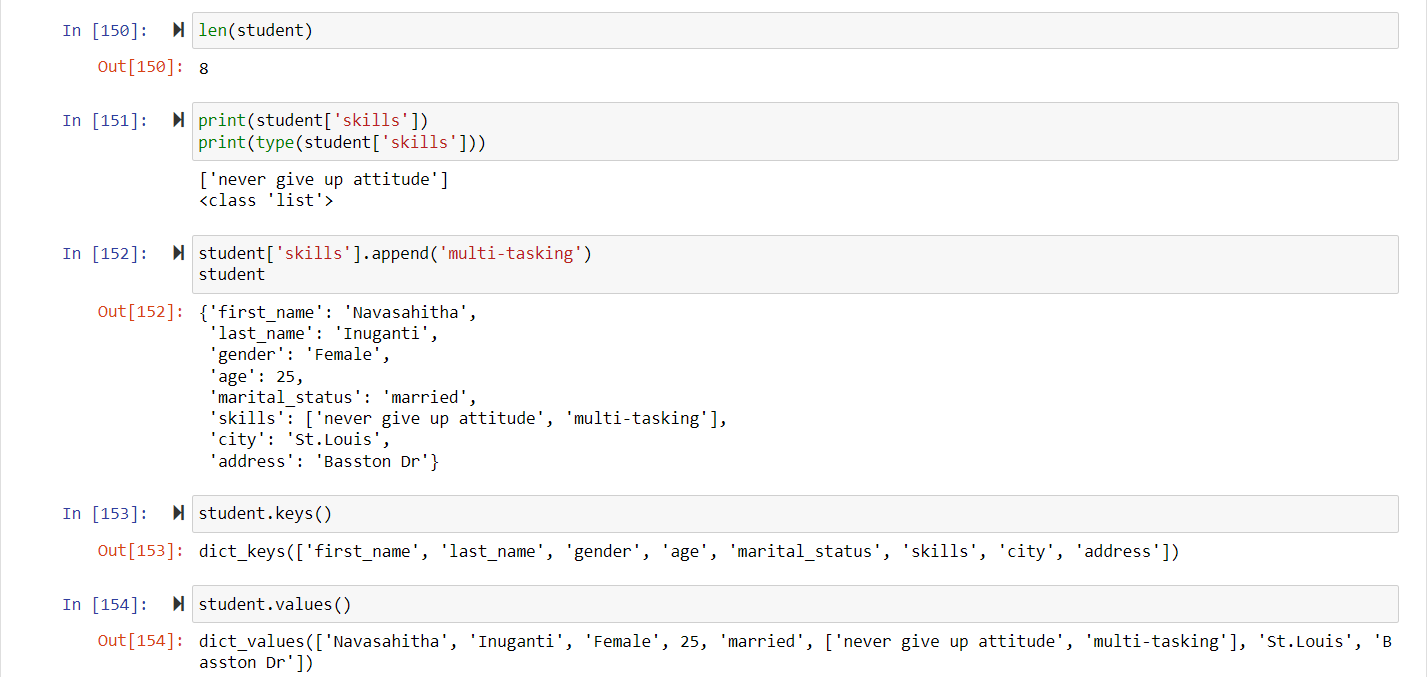 In [150]: len(student)
Out[150]: 8
In [151]: print(student['skills'])
print(type(student['skills']))
['never give up attitude']
<class 'list'>
In [152]: student['skills'].append('multi-tasking')
student
Out[152]: {'first_name': 'Navasahitha',
'last_name': 'Inuganti',
'gender': 'Female',
'age': 25,
'marital_status': 'married',
'skills': ['never give up attitude', 'multi-tasking'],
'city': 'St.Louis',
'address': 'Basston Dr'}
In [153]: student.keys()
Out[153]: dict_keys(['first_name', 'last_name', 'gender', 'age', 'marital_status', 'skills', 'city', 'address'])
In [154]: student.values()
Out[154]: dict_values(['Navasahitha', 'Inuganti', 'Female', 25, 'married', ['never give up attitude', 'multi-tasking'], 'St.Louis', 'B
asston Dr'])